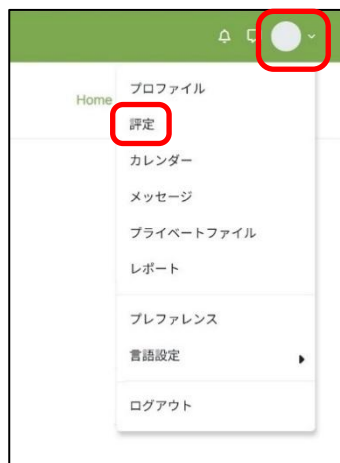 Home
プロファイル
評定
カレンダー
メッセージ
プライベートファイル
レポート
プレファレンス
言語設定
ログアウト